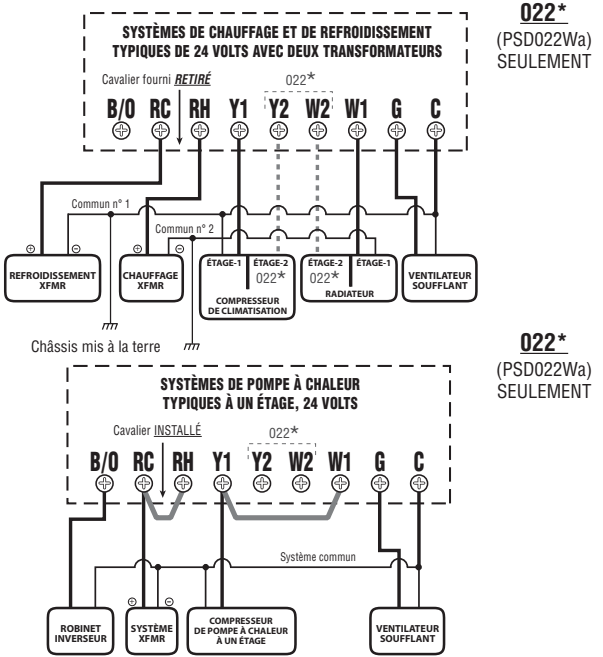 SYSTÈMES DE CHAUFFAGE ET DE REFROIDISSEMENT
TYPIQUES DE 24 VOLTS AVEC DEUX TRANSFORMATEURS
022*
(PSD022Wa)
SEULEMENT
Cavalier fourni RETIRÉ
022*
B/O RC RH Y1 Y2 W2 W1 G C
Commun n° 1
Commun n° 2
⊕ ⊖ ⊕ ⊖
REFROIDISSEMENT
XFMR
CHAUFFAGE
XFMR
ÉTAGE-1 ÉTAGE-2
022*
COMPRESSEUR
DE CLIMATISATION
ÉTAGE-2 ÉTAGE-1
022*
RADIATEUR
VENTILATEUR
SOUFFLANT
Châssis mis à la terre
022*
(PSD022Wa)
SEULEMENT
SYSTÈMES DE POMPE À CHALEUR
TYPIQUES À UN ÉTAGE, 24 VOLTS
Cavalier INSTALLÉ
022*
B/O RC RH Y1 Y2 W2 W1 G C
Système commun
⊕ ⊖
ROBINET
INVERSEUR
SYSTÈME
XFMR
COMPRESSEUR
DE POMPE À CHALEUR
À UN ÉTAGE
VENTILATEUR
SOUFFLANT